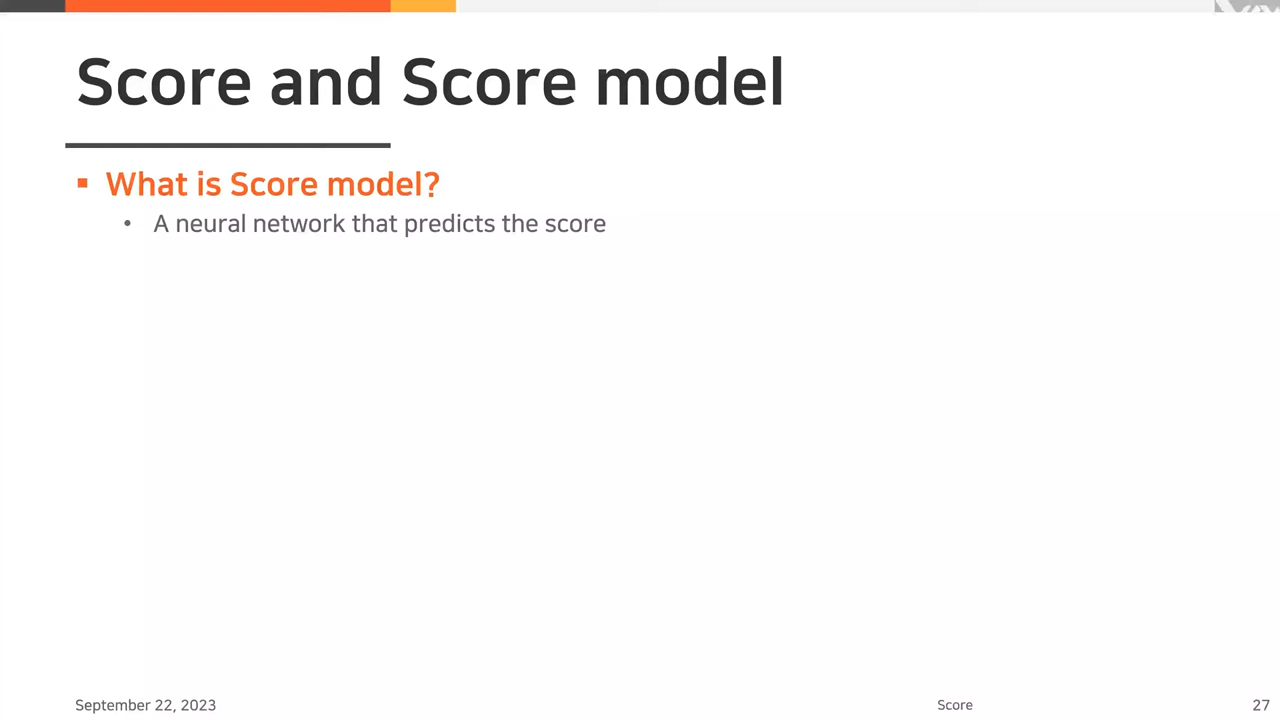 Score and Score model
▪ What is Score model?
• A neural network that predicts the score
September 22, 2023
Score
27